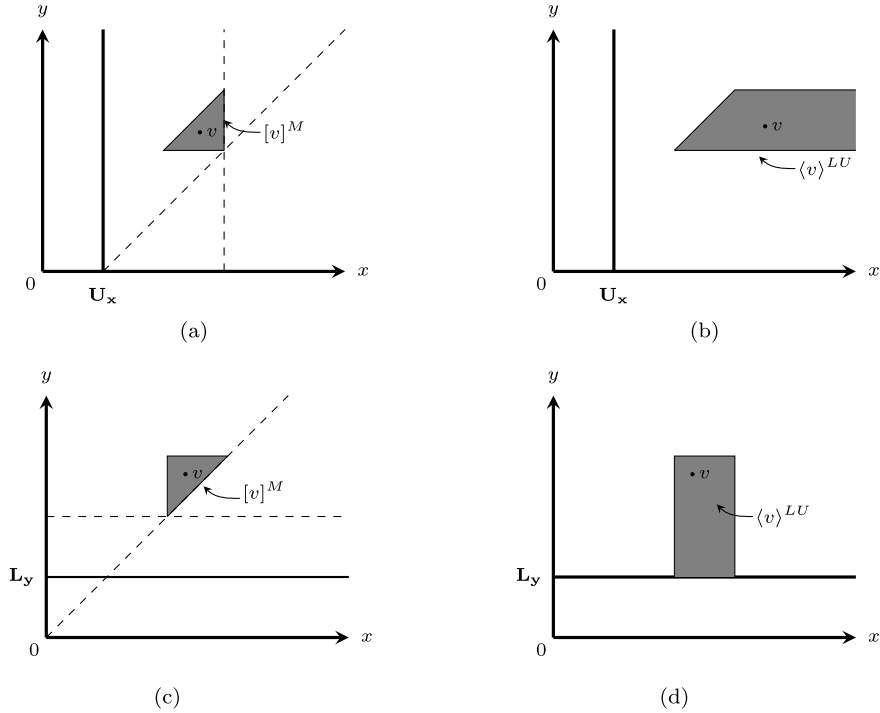 y
v
[v]^M
0
x
U_x
(a)
y
v
⟨v⟩^{LU}
0
x
U_x
(b)
y
v
[v]^M
L_y
0
x
(c)
y
v
⟨v⟩^{LU}
L_y
0
x
(d)